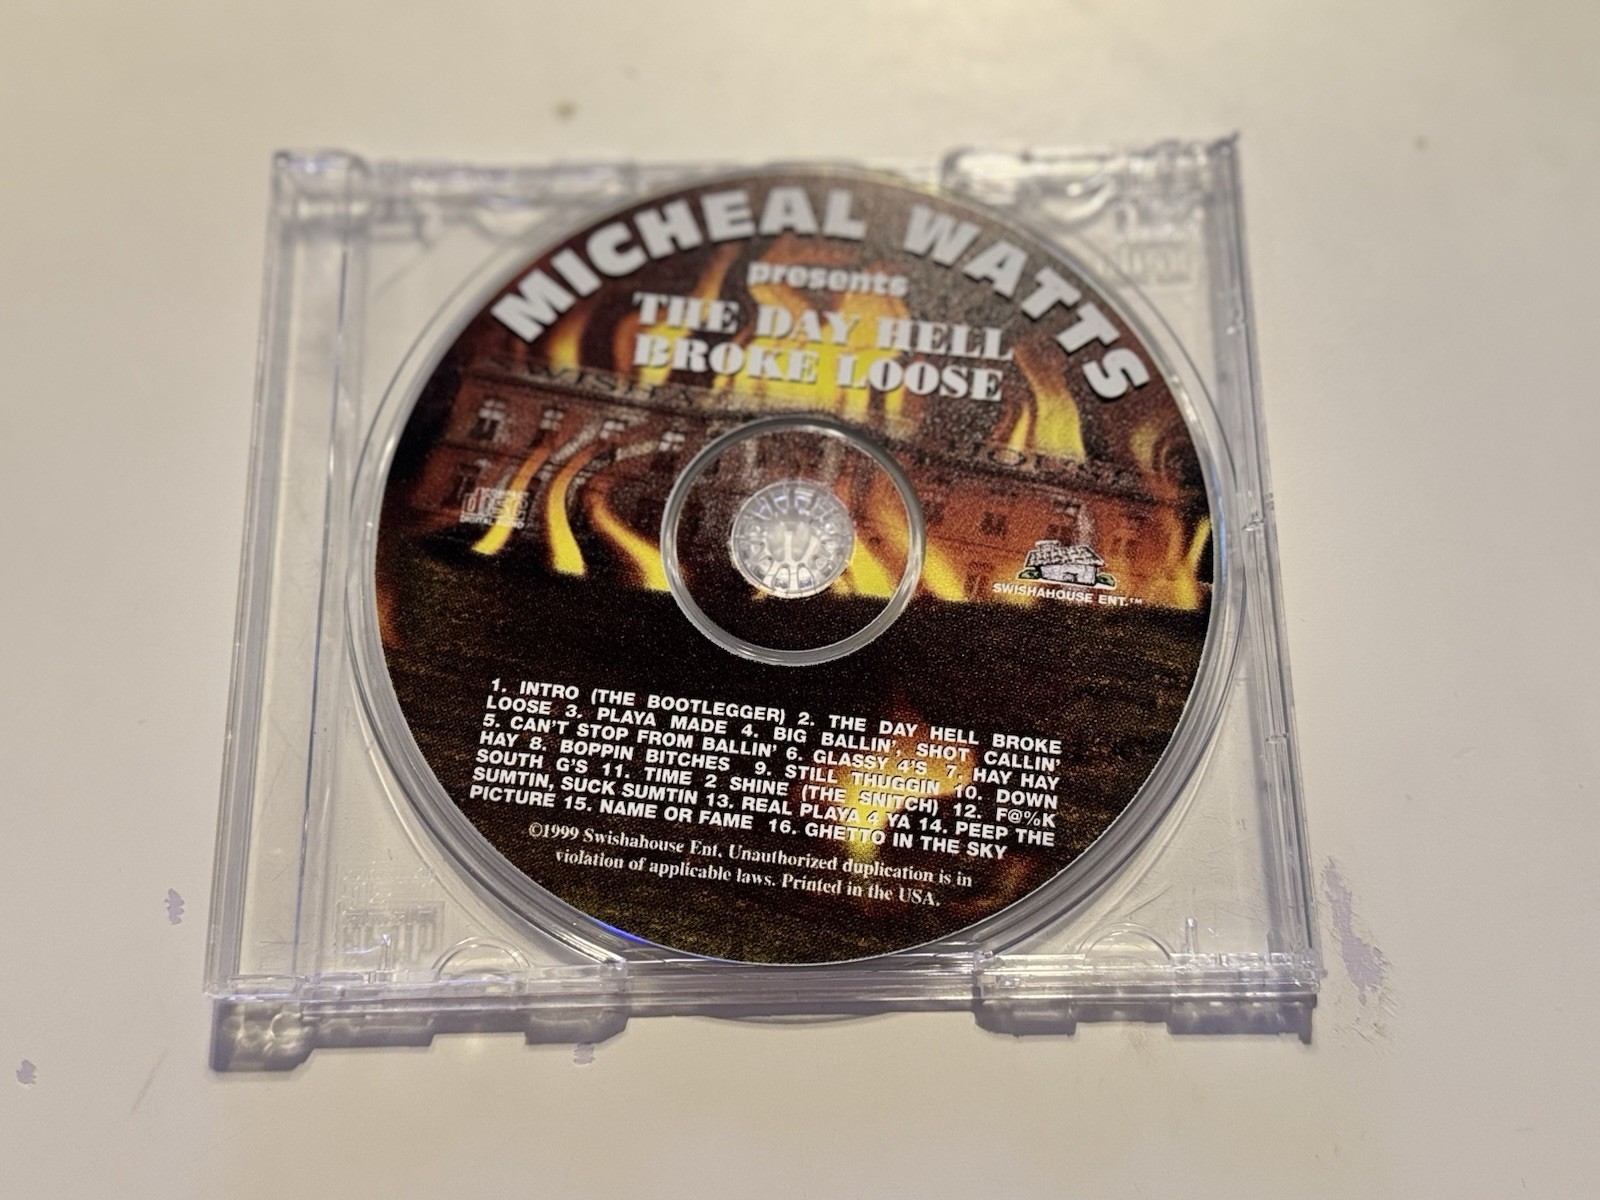 MICHEAL WATTS
presents
THE DAY HELL
BROKE LOOSE
disc
DIGITAL AUDIO
SWISHAHOUSE ENT.™
1. INTRO (THE BOOTLEGGER) 2. THE DAY HELL BROKE
LOOSE 3. PLAYA MADE 4. BIG BALLIN', SHOT CALLIN'
5. CAN'T STOP FROM BALLIN' 6. GLASSY 4'S 7. HAY HAY
HAY 8. BOPPIN BITCHES 9. STILL THUGGIN 10. DOWN
SOUTH G'S 11. TIME 2 SHINE (THE SNITCH) 12. F@%K
SUMTIN, SUCK SUMTIN 13. REAL PLAYA 4 YA 14. PEEP THE
PICTURE 15. NAME OR FAME 16. GHETTO IN THE SKY
©1999 Swishahouse Ent. Unauthorized duplication is in
violation of applicable laws. Printed in the USA.